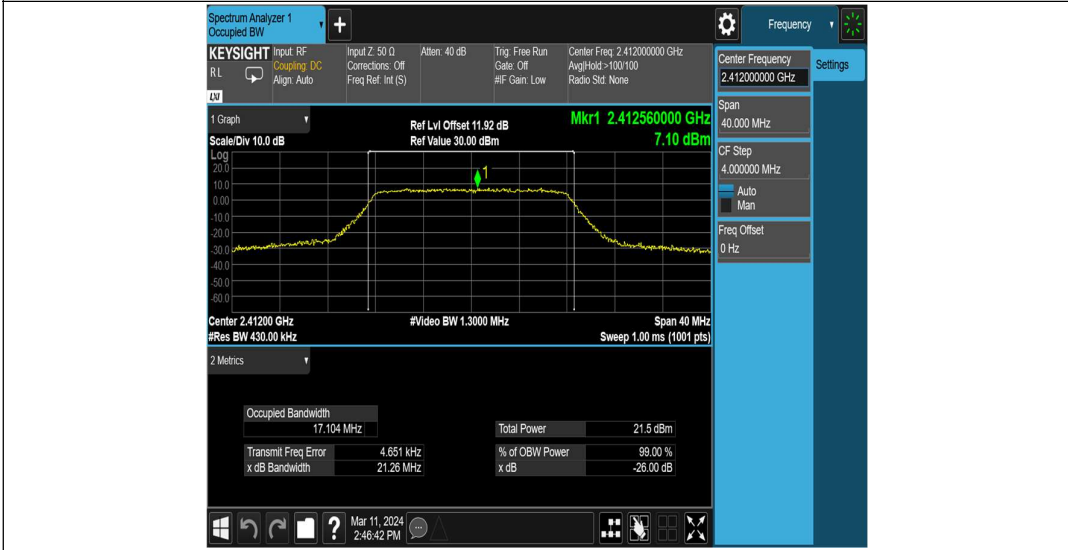 Spectrum Analyzer 1
Occupied BW
+
Frequency
KEYSIGHT
RL
LXI
Input: RF
Coupling: DC
Align: Auto
Input Z: 50 Ω
Corrections: Off
Freq Ref: Int (S)
Atten: 40 dB
Trig: Free Run
Gate: Off
#IF Gain: Low
Center Freq: 2.412000000 GHz
Avg|Hold:>100/100
Radio Std: None
Center Frequency
2.412000000 GHz
Settings
Span
40.000 MHz
CF Step
4.000000 MHz
Auto
Man
Freq Offset
0 Hz
1 Graph
Scale/Div 10.0 dB
Ref Lvl Offset 11.92 dB
Ref Value 30.00 dBm
Mkr1 2.412560000 GHz
7.10 dBm
Log
20.0
10.0
0.00
-10.0
-20.0
-30.0
-40.0
-50.0
-60.0
1
Center 2.41200 GHz
#Video BW 1.3000 MHz
Span 40 MHz
#Res BW 430.00 kHz
Sweep 1.00 ms (1001 pts)
2 Metrics
Occupied Bandwidth
17.104 MHz
Total Power 21.5 dBm
Transmit Freq Error 4.651 kHz
% of OBW Power 99.00 %
x dB Bandwidth 21.26 MHz
x dB -26.00 dB
?
Mar 11, 2024
2:46:42 PM